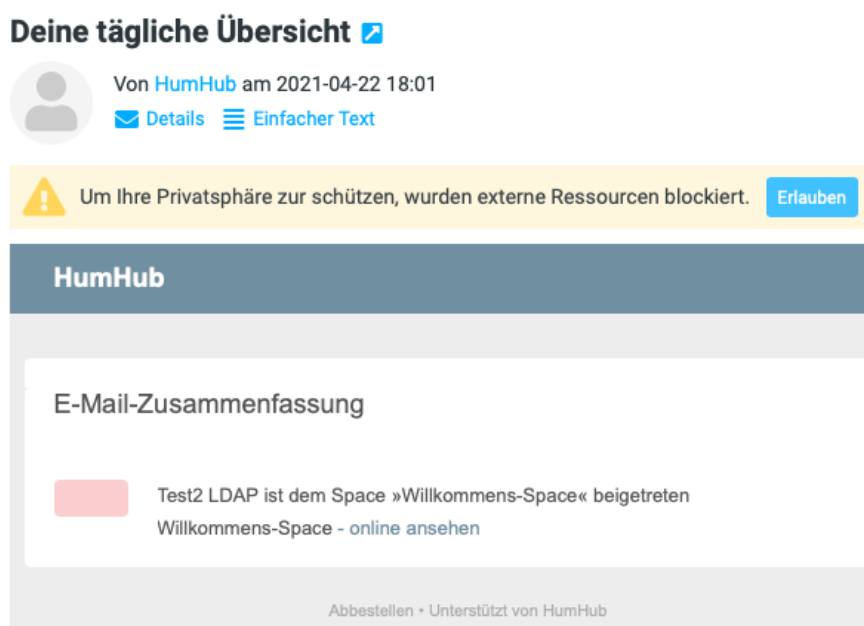 Deine tägliche Übersicht
Von HumHub am 2021-04-22 18:01
Details Einfacher Text
Um Ihre Privatsphäre zur schützen, wurden externe Ressourcen blockiert. Erlauben
HumHub
E-Mail-Zusammenfassung
Test2 LDAP ist dem Space »Willkommens-Space« beigetreten
Willkommens-Space - online ansehen
Abbestellen • Unterstützt von HumHub